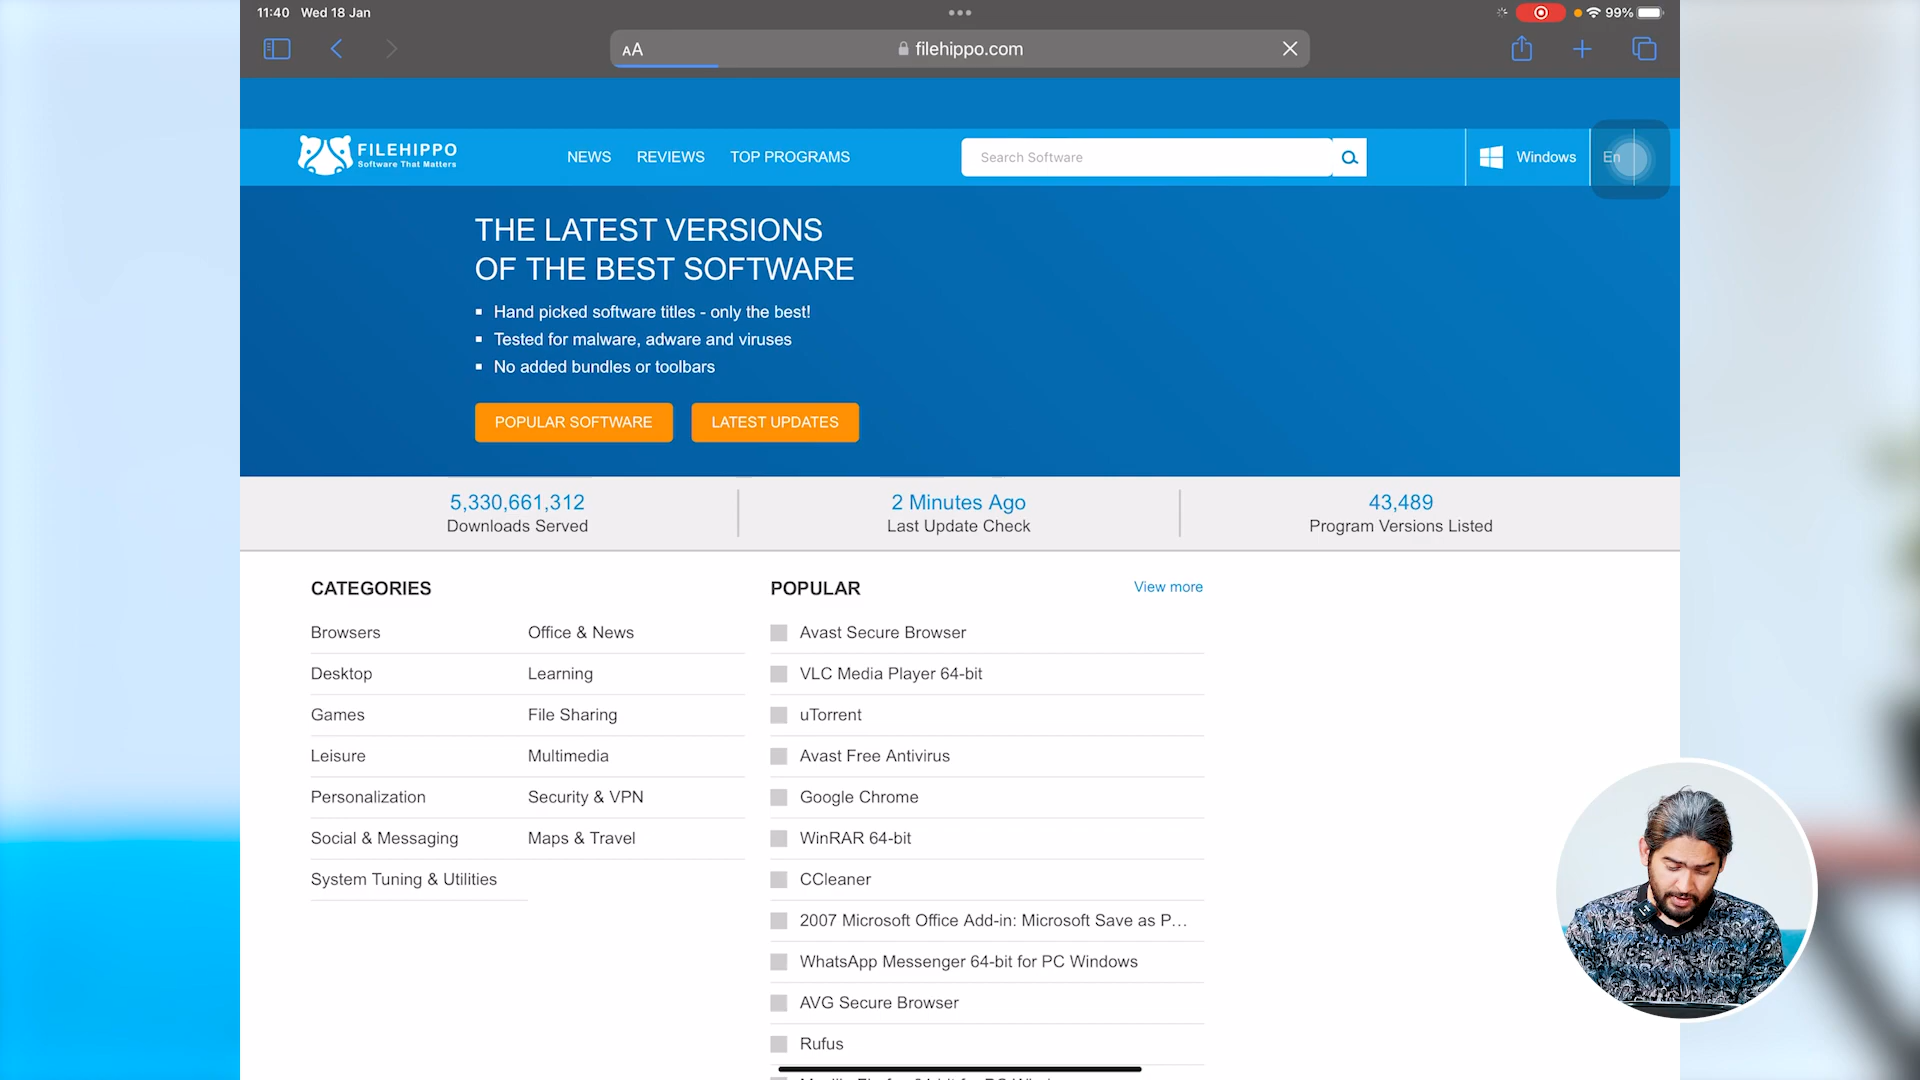 11:40 Wed 18 Jan
99%
AA
filehippo.com
FILEHIPPO
Software That Matters
NEWS
REVIEWS
TOP PROGRAMS
Search Software
Windows
En
THE LATEST VERSIONS
OF THE BEST SOFTWARE
Hand picked software titles - only the best!
Tested for malware, adware and viruses
No added bundles or toolbars
POPULAR SOFTWARE
LATEST UPDATES
5,330,661,312
Downloads Served
2 Minutes Ago
Last Update Check
43,489
Program Versions Listed
CATEGORIES
Browsers
Office & News
Desktop
Learning
Games
File Sharing
Leisure
Multimedia
Personalization
Security & VPN
Social & Messaging
Maps & Travel
System Tuning & Utilities
POPULAR
View more
Avast Secure Browser
VLC Media Player 64-bit
uTorrent
Avast Free Antivirus
Google Chrome
WinRAR 64-bit
CCleaner
2007 Microsoft Office Add-in: Microsoft Save as P...
WhatsApp Messenger 64-bit for PC Windows
AVG Secure Browser
Rufus